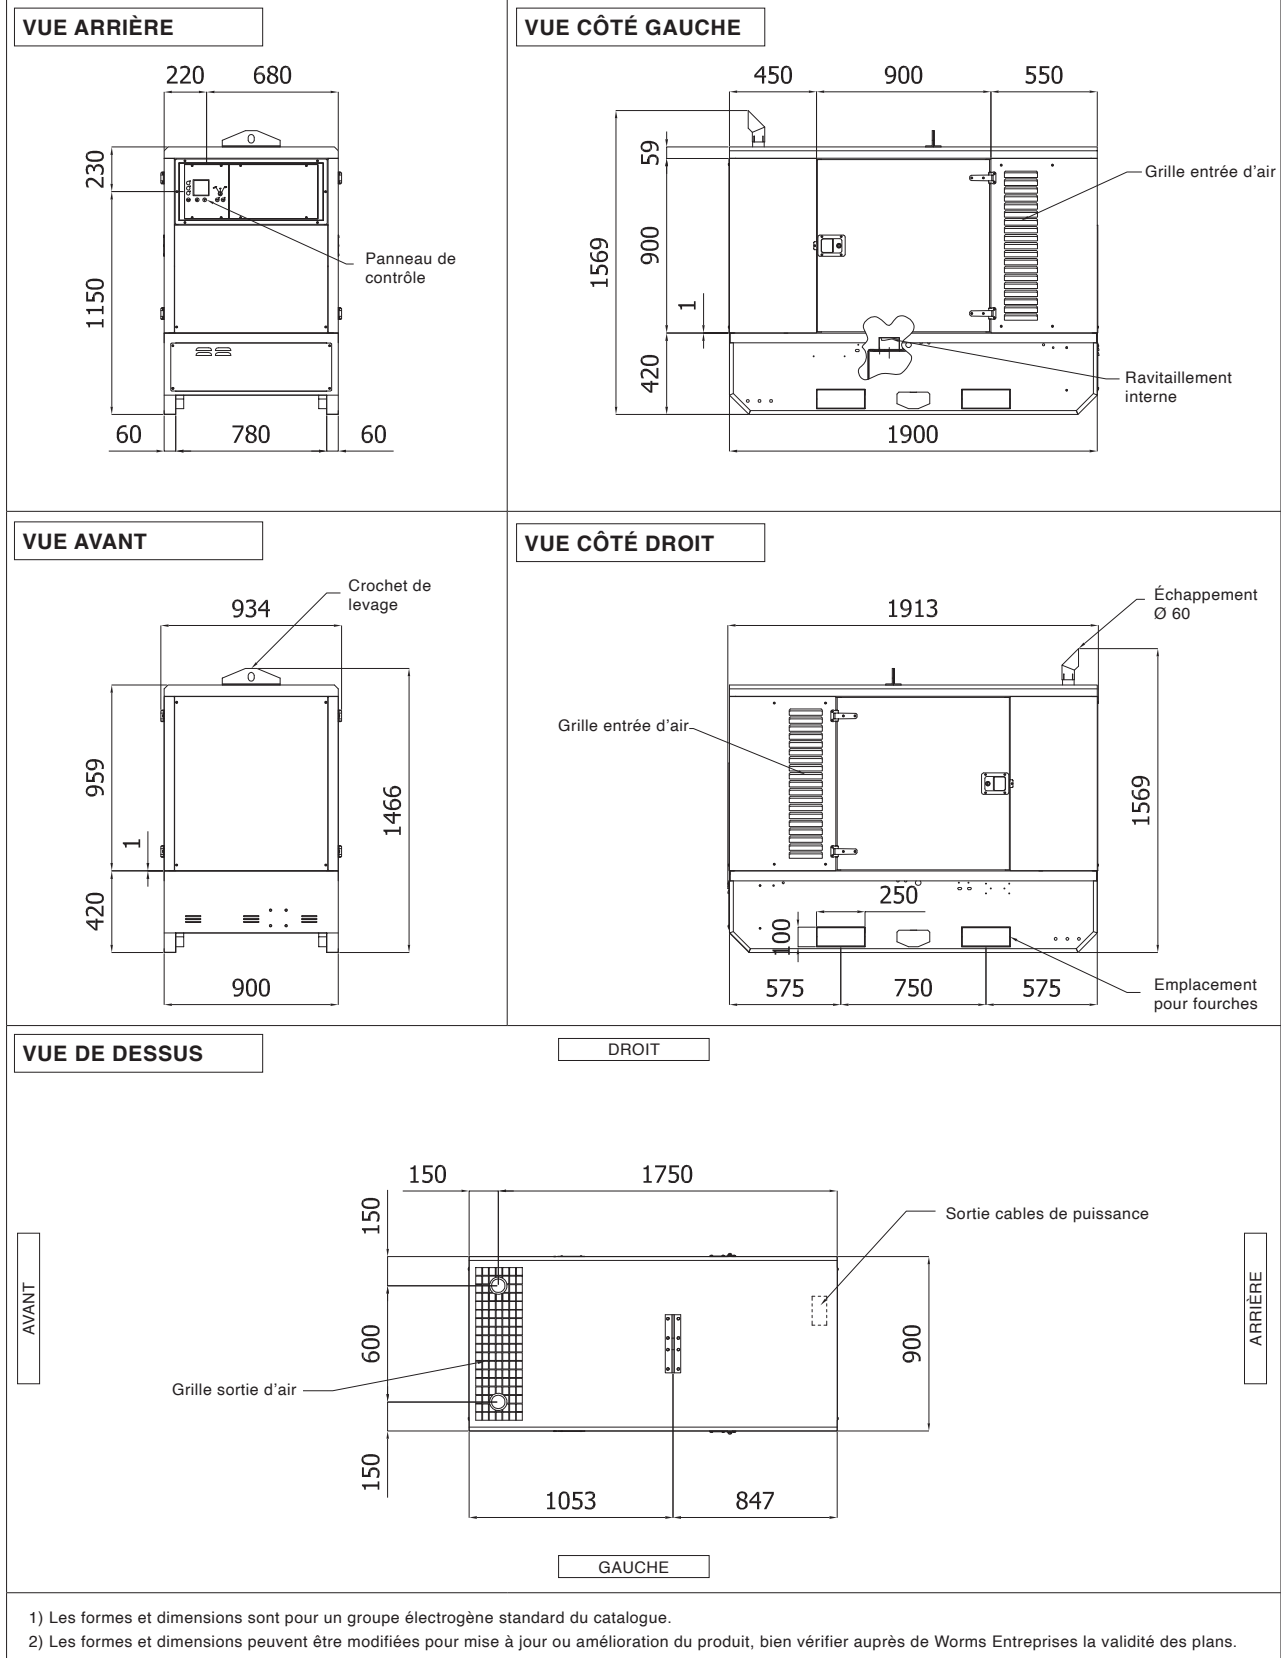 VUE ARRIÈRE
220 680
230
1150
Panneau de
contrôle
60 780 60
VUE CÔTÉ GAUCHE
450 900 550
59
1569
900
1
420
Grille entrée d'air
Ravitaillement
interne
1900
VUE AVANT
Crochet de
levage
934
959
1
420
1466
900
VUE CÔTÉ DROIT
1913
Échappement
Ø 60
Grille entrée d'air
1569
250
100
575 750 575
Emplacement
pour fourches
VUE DE DESSUS
DROIT
150 1750
150
Sortie cables de puissance
AVANT
600
900
ARRIÈRE
Grille sortie d'air
150
1053 847
GAUCHE
1) Les formes et dimensions sont pour un groupe électrogène standard du catalogue.
2) Les formes et dimensions peuvent être modifiées pour mise à jour ou amélioration du produit, bien vérifier auprès de Worms Entreprises la validité des plans.